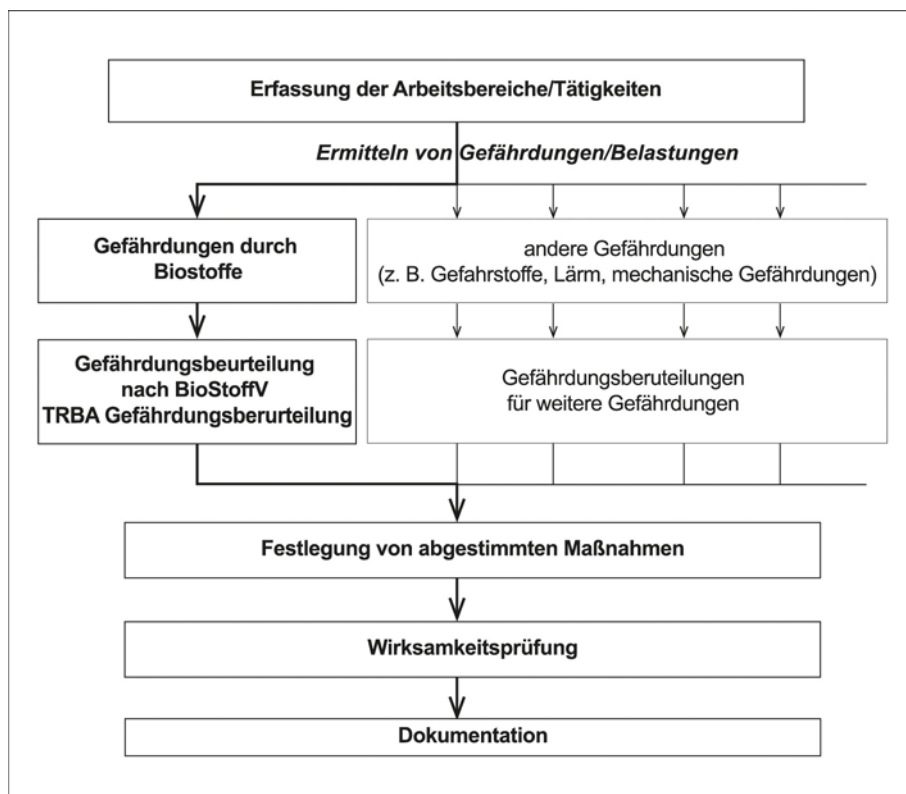 Erfassung der Arbeitsbereiche/Tätigkeiten
Ermitteln von Gefährdungen/Belastungen
Gefährdungen durch
Biostoffe
andere Gefährdungen
(z. B. Gefahrstoffe, Lärm, mechanische Gefährdungen)
Gefährdungsbeurteilung
nach BioStoffV
TRBA Gefährdungsberurteilung
Gefährdungsberuteilungen
für weitere Gefährdungen
Festlegung von abgestimmten Maßnahmen
Wirksamkeitsprüfung
Dokumentation